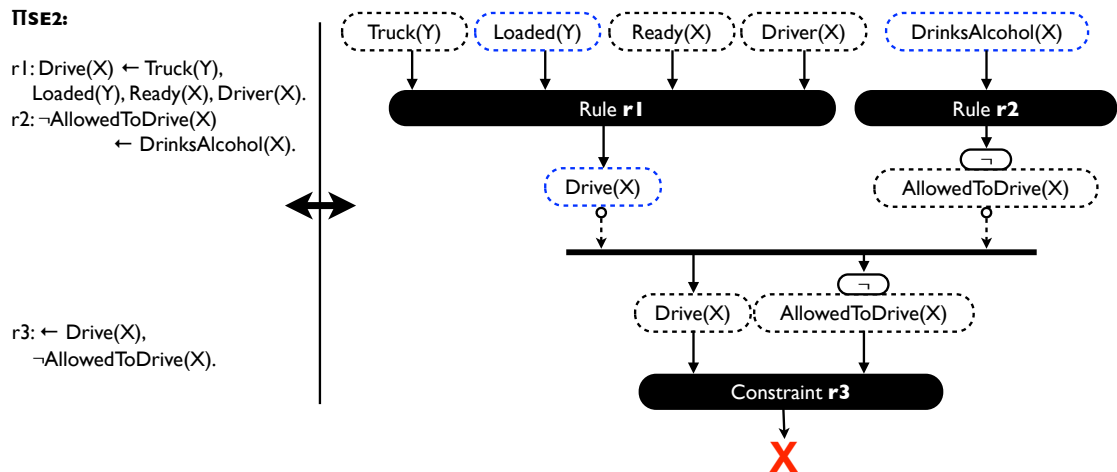 ΠSE2:
r1: Drive(X) ← Truck(Y),
Loaded(Y), Ready(X), Driver(X).
r2: ¬AllowedToDrive(X)
← DrinksAlcohol(X).
r3: ← Drive(X),
¬AllowedToDrive(X).
Truck(Y) Loaded(Y) Ready(X) Driver(X) DrinksAlcohol(X)
Rule r1 Rule r2
¬
Drive(X) AllowedToDrive(X)
¬
Drive(X) AllowedToDrive(X)
Constraint r3
X